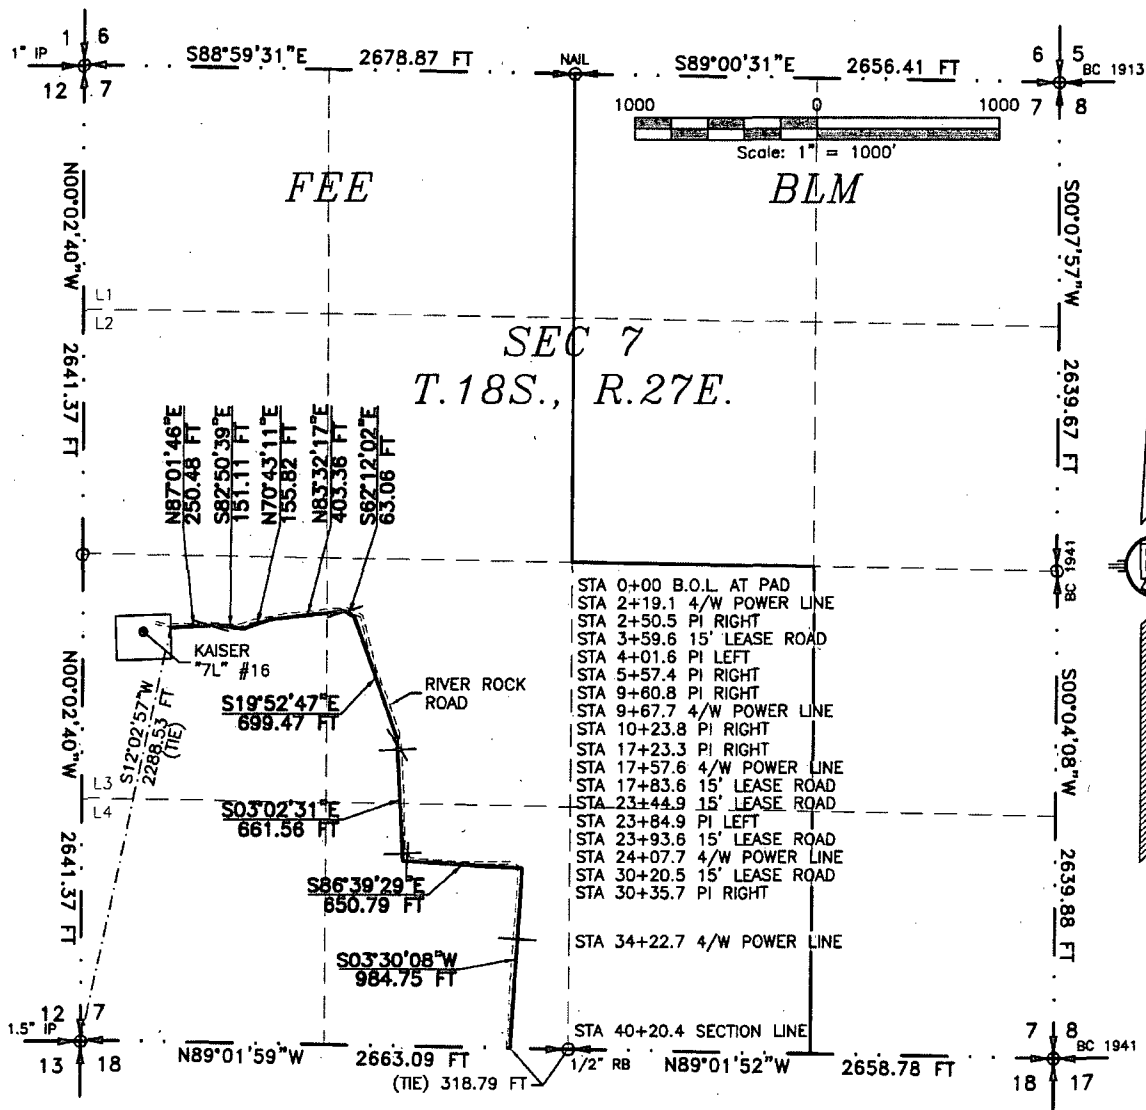 1 6
1" IP
12 7
S88°59'31"E 2678.87 FT
NAIL
S89°00'31"E 2656.41 FT
6 5
BC 1913
7 8
1000 0 1000
Scale: 1" = 1000'
FEE
BLM
N00°02'40"W
2641.37 FT
S00°07'57"W
2639.67 FT
L1
L2
SEC 7
T.18S., R.27E.
N87°01'46"E
250.48 FT
S82°50'39"E
151.11 FT
N70°43'11"E
155.82 FT
N83°32'17"E
403.36 FT
S62°12'02"E
63.06 FT
BC 1941
STA 0+00 B.O.L. AT PAD
STA 2+19.1 4/W POWER LINE
STA 2+50.5 PI RIGHT
STA 3+59.6 15' LEASE ROAD
STA 4+01.6 PI LEFT
STA 5+57.4 PI RIGHT
STA 9+60.8 PI RIGHT
STA 9+67.7 4/W POWER LINE
STA 10+23.8 PI RIGHT
STA 17+23.3 PI RIGHT
STA 17+57.6 4/W POWER LINE
STA 17+83.6 15' LEASE ROAD
STA 23+44.9 15' LEASE ROAD
STA 23+84.9 PI LEFT
STA 23+93.6 15' LEASE ROAD
STA 24+07.7 4/W POWER LINE
STA 30+20.5 15' LEASE ROAD
STA 30+35.7 PI RIGHT
STA 34+22.7 4/W POWER LINE
STA 40+20.4 SECTION LINE
KAISER
"7L" #16
RIVER ROCK
ROAD
S19°52'47"E
699.47 FT
S12°02'57"W
2288.53 FT
(TIE)
N00°02'40"W
2641.37 FT
S00°04'08"W
2639.88 FT
L3
L4
S03°02'31"E
661.56 FT
S86°39'29"E
650.79 FT
S03°30'08"W
984.75 FT
12 7
1.5" IP
13 18
N89°01'59"W 2663.09 FT
(TIE) 318.79 FT
1/2" RB
N89°01'52"W 2658.78 FT
7 8
BC 1941
18 17